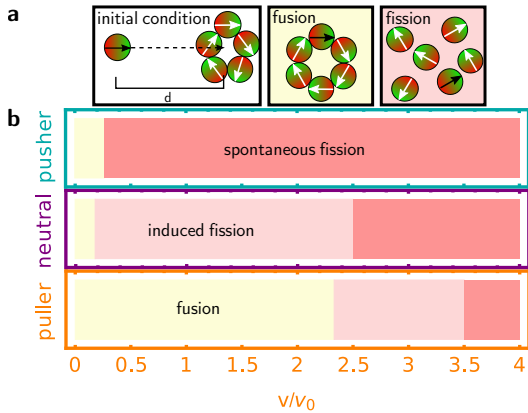 a
initial condition
fusion
fission
d
b
pusher
spontaneous fission
neutral
induced fission
puller
fusion
0 0.5 1 1.5 2 2.5 3 3.5 4
v/v₀